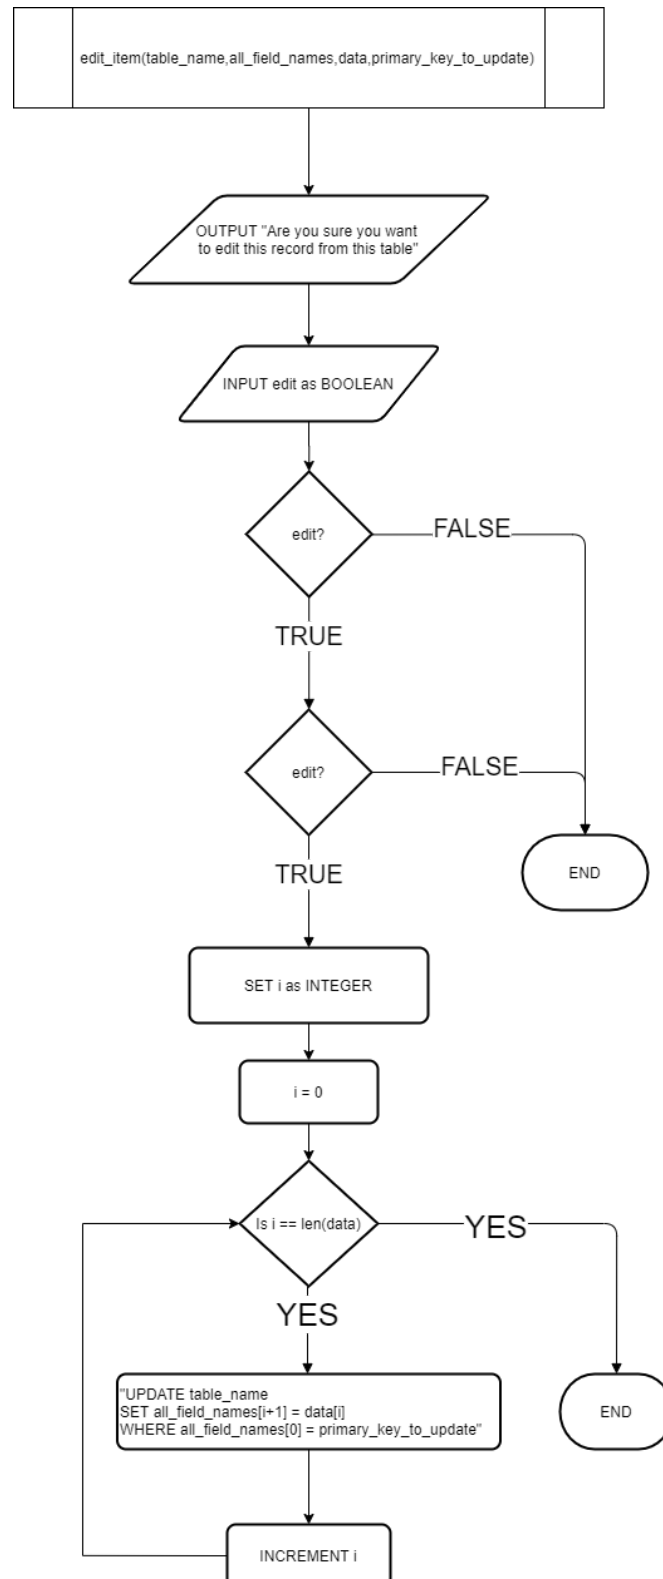 edit_item(table_name,all_field_names,data,primary_key_to_update)
OUTPUT "Are you sure you want
to edit this record from this table"
INPUT edit as BOOLEAN
edit?
FALSE
TRUE
edit?
FALSE
END
TRUE
SET i as INTEGER
i = 0
Is i == len(data)
YES
YES
"UPDATE table_name
SET all_field_names[i+1] = data[i]
WHERE all_field_names[0] = primary_key_to_update"
END
INCREMENT i